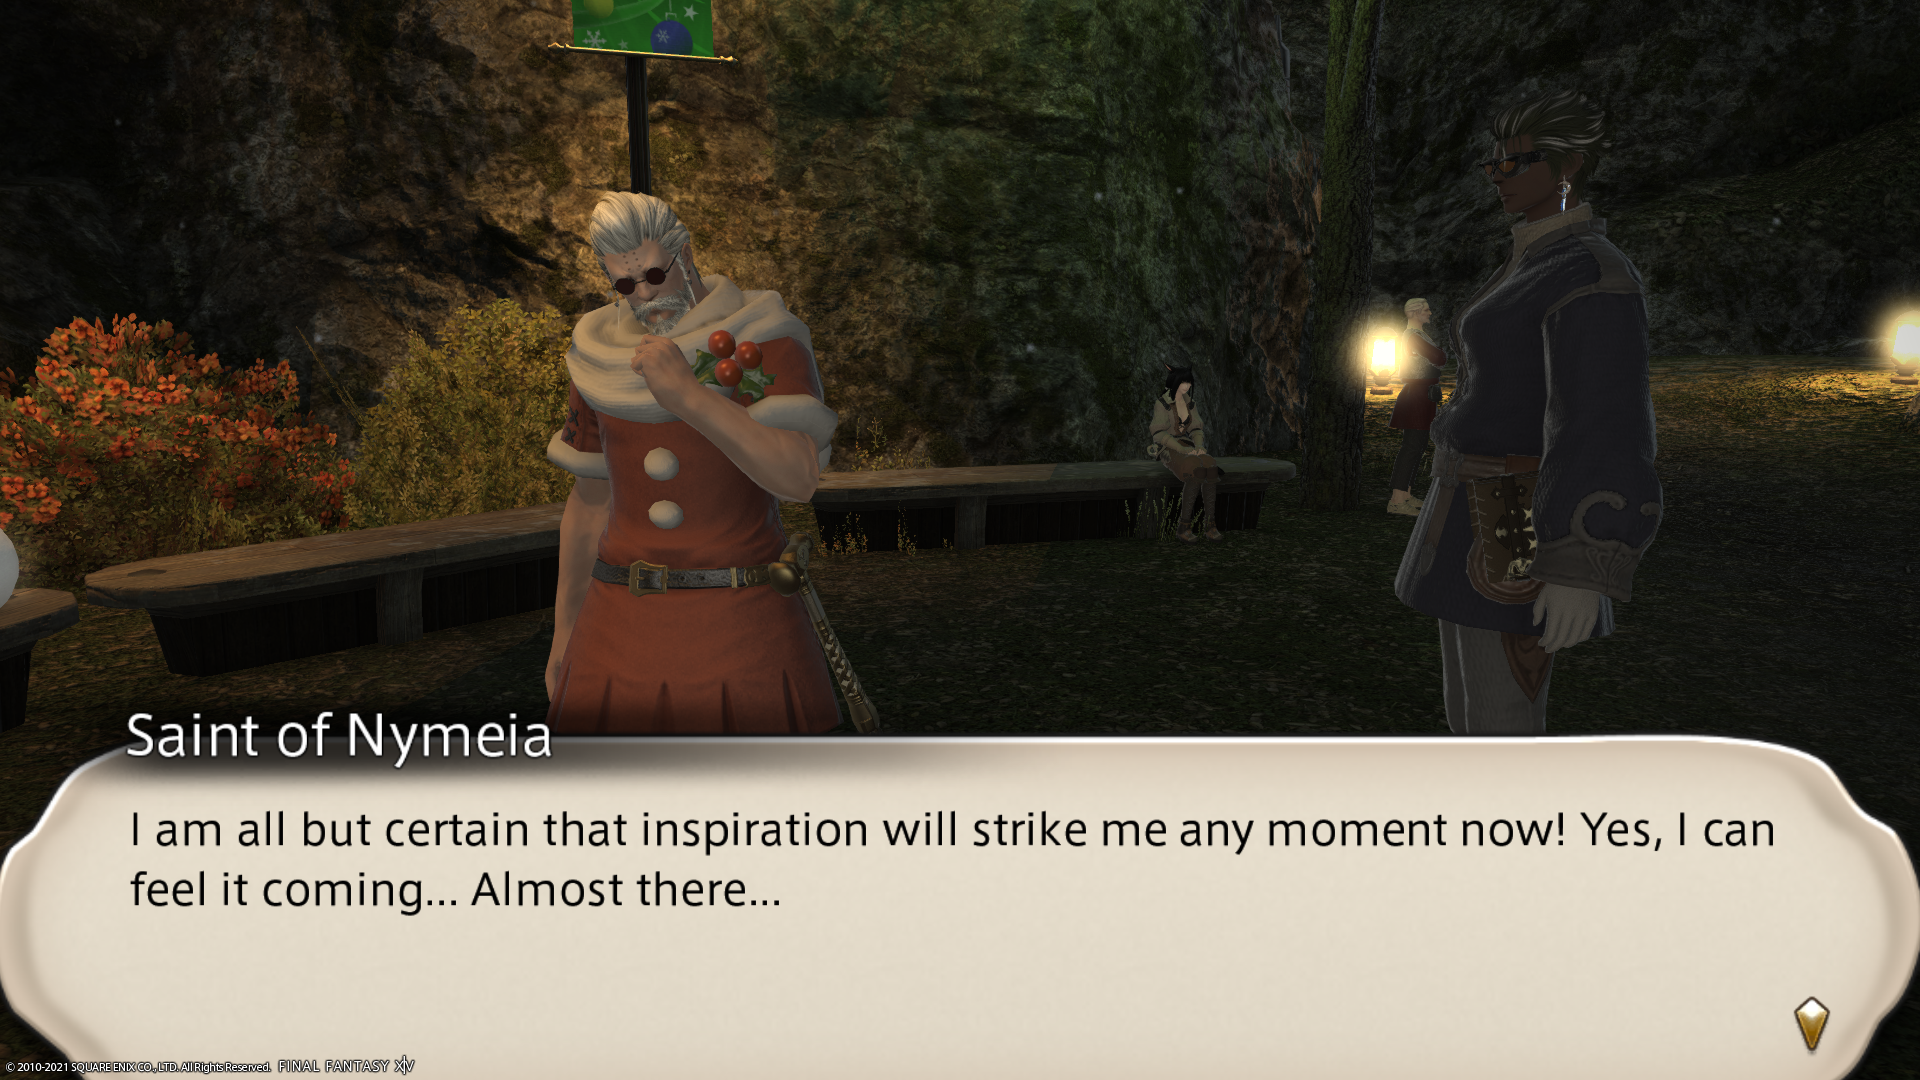 Saint of Nymeia
I am all but certain that inspiration will strike me any moment now! Yes, I can
feel it coming... Almost there...
© 2010-2021 SQUARE ENIX CO., LTD. All Rights Reserved. FINAL FANTASY XIV